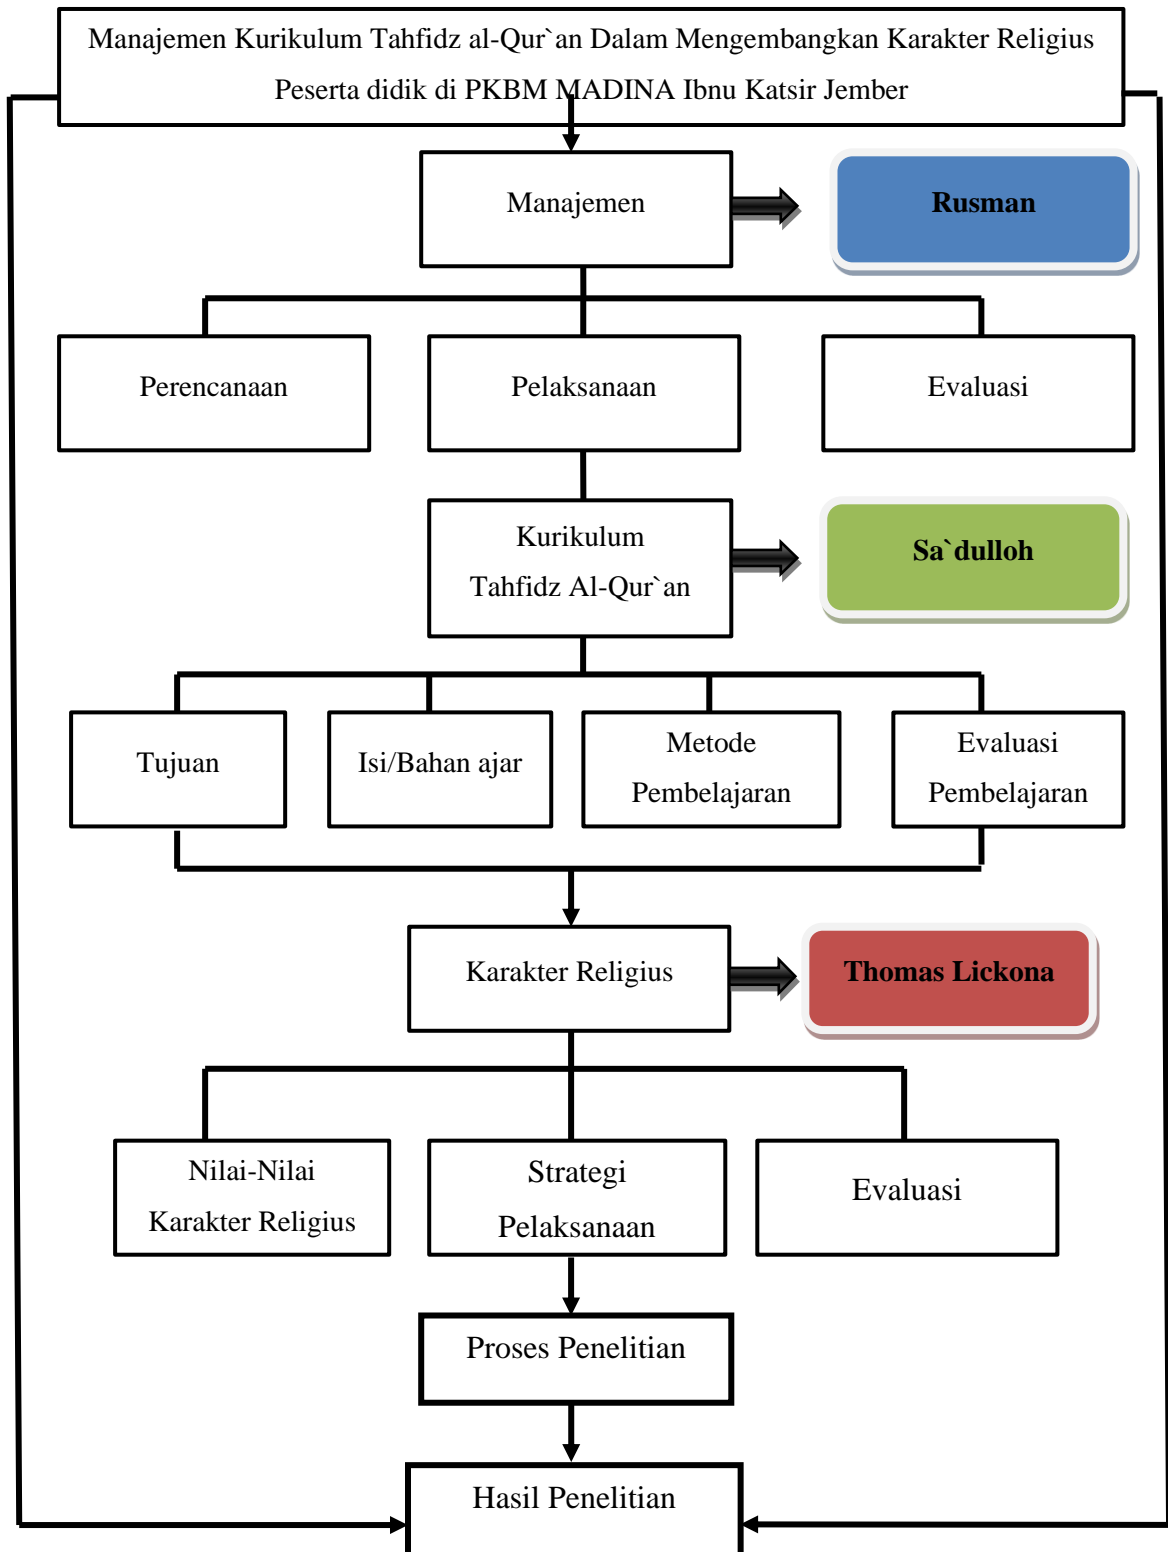 Manajemen Kurikulum Tahfidz al-Qur`an Dalam Mengembangkan Karakter Religius
Peserta didik di PKBM MADINA Ibnu Katsir Jember
Manajemen
Rusman
Perencanaan
Pelaksanaan
Evaluasi
Kurikulum
Tahfidz Al-Qur`an
Sa`dulloh
Tujuan
Isi/Bahan ajar
Metode
Pembelajaran
Evaluasi
Pembelajaran
Karakter Religius
Thomas Lickona
Nilai-Nilai
Karakter Religius
Strategi
Pelaksanaan
Evaluasi
Proses Penelitian
Hasil Penelitian